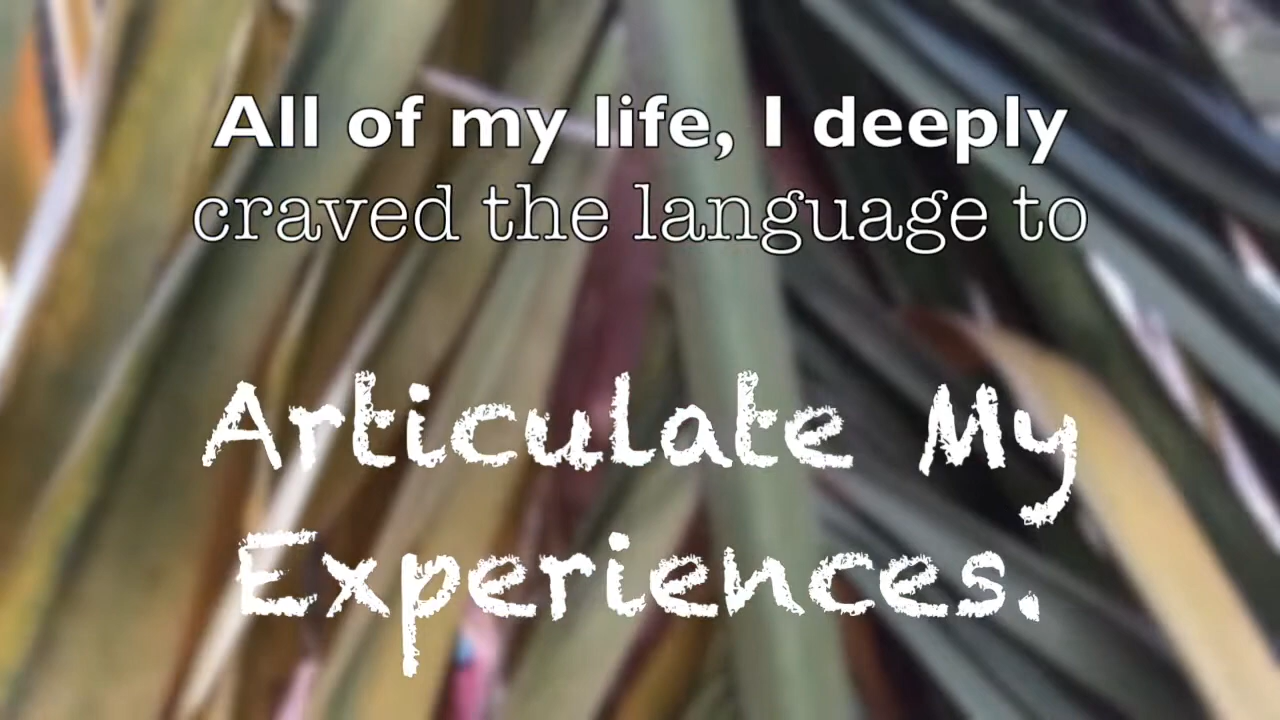 All of my life, I deeply
craved the language to
Articulate My
Experiences.